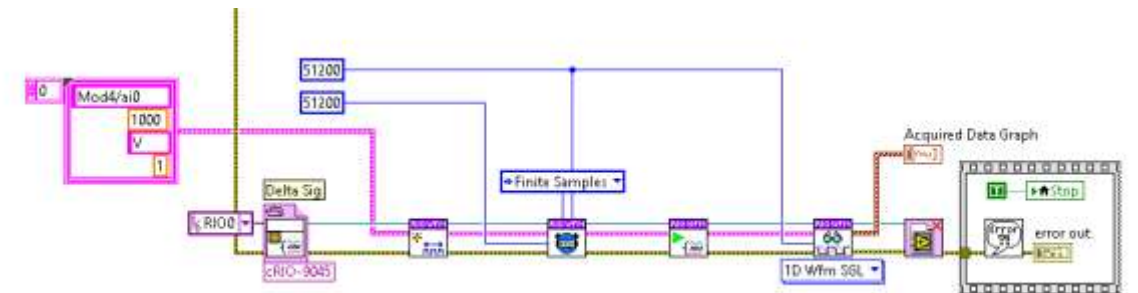 51200
0
Mod4/ai0
51200
1000
V
1
Acquired Data Graph
Finite Samples
Delta Sig
Stop
RIO0
Error
error out
cRIO-9045
1D Wfm SGL